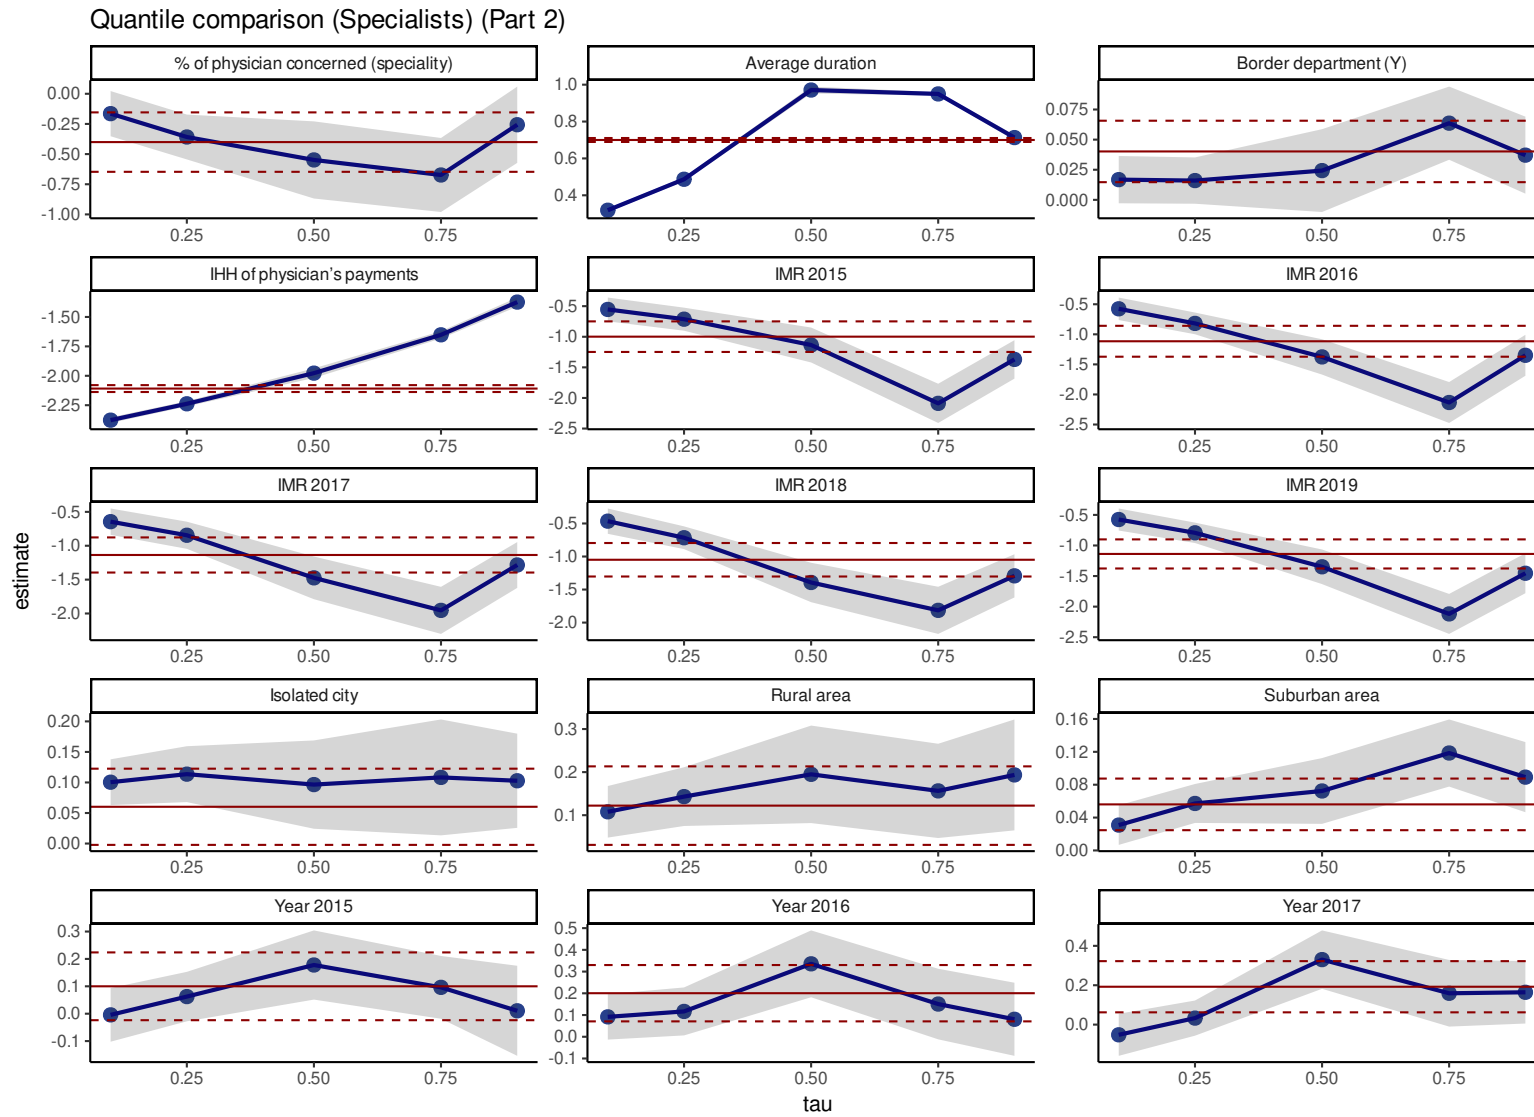 Quantile comparison (Specialists) (Part 2)
% of physician concerned (speciality)
Average duration
Border department (Y)
0.00
-0.25
-0.50
-0.75
-1.00
0.25 0.50 0.75
1.0
0.8
0.6
0.4
0.25 0.50 0.75
0.075
0.050
0.025
0.000
0.25 0.50 0.75
IHH of physician's payments
IMR 2015
IMR 2016
-1.50
-1.75
-2.00
-2.25
0.25 0.50 0.75
-0.5
-1.0
-1.5
-2.0
-2.5
0.25 0.50 0.75
-0.5
-1.0
-1.5
-2.0
-2.5
0.25 0.50 0.75
IMR 2017
IMR 2018
IMR 2019
-0.5
-1.0
-1.5
-2.0
0.25 0.50 0.75
-0.5
-1.0
-1.5
-2.0
0.25 0.50 0.75
-0.5
-1.0
-1.5
-2.0
-2.5
0.25 0.50 0.75
estimate
Isolated city
Rural area
Suburban area
0.20
0.15
0.10
0.05
0.00
0.25 0.50 0.75
0.3
0.2
0.1
0.25 0.50 0.75
0.16
0.12
0.08
0.04
0.00
0.25 0.50 0.75
Year 2015
Year 2016
Year 2017
0.3
0.2
0.1
0.0
-0.1
0.25 0.50 0.75
0.5
0.4
0.3
0.2
0.1
0.0
-0.1
0.25 0.50 0.75
0.4
0.2
0.0
0.25 0.50 0.75
tau